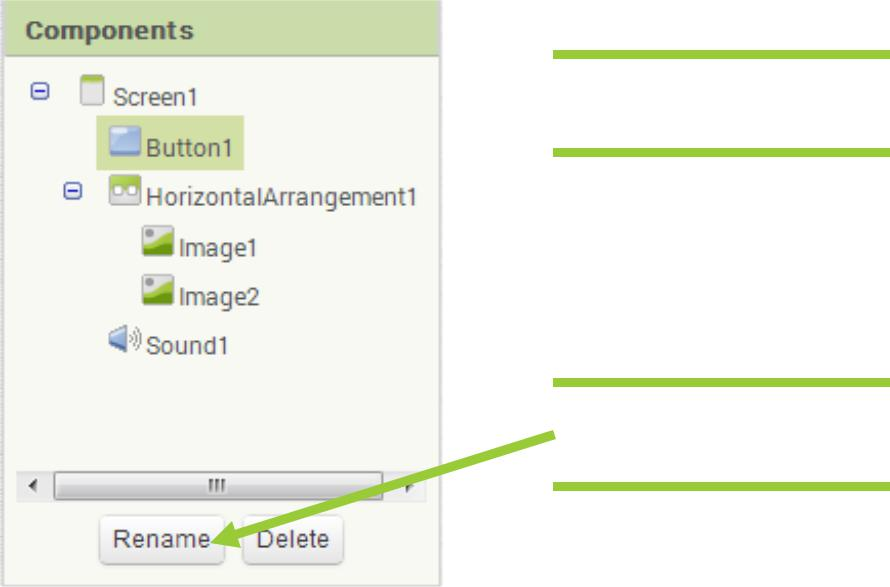 Components
Screen1
Button1
HorizontalArrangement1
Image1
Image2
Sound1
Rename Delete